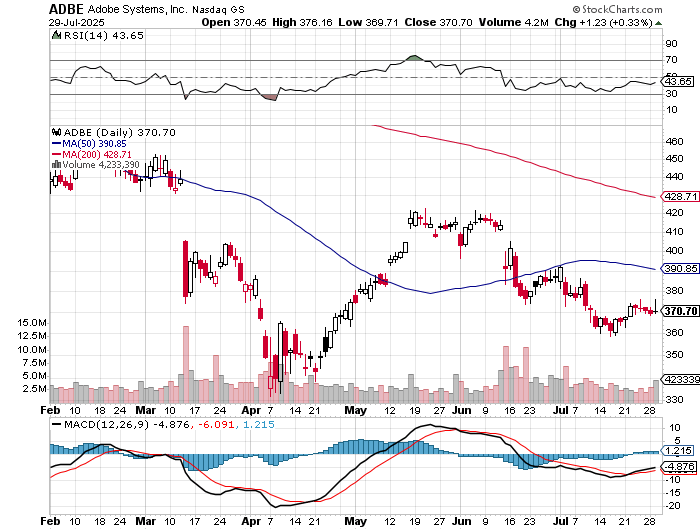 ADBE Adobe Systems, Inc. Nasdaq GS
© StockCharts.com
29-Jul-2025
Open 370.45 High 376.16 Low 369.71 Close 370.70 Volume 4.2M Chg +1.23 (+0.33%)
RSI(14) 43.65
90
70
50
43.65
30
10
ADBE (Daily) 370.70
MA(50) 390.85
MA(200) 428.71
Volume 4,233,390
460
450
440
428.71
420
410
400
390.85
380
370.70
360
350
423339
330
15.0M
12.5M
10.0M
7.5M
5.0M
2.5M
Feb 10 18 24 Mar 10 17 24 Apr 7 14 21 May 12 19 27 Jun 9 16 23 Jul 7 14 21 28
MACD(12,26,9) -4.876, -6.091, 1.215
10
5
1.215
-4.876
-10
-15
-20
Feb 10 18 24 Mar 10 17 24 Apr 7 14 21 May 12 19 27 Jun 9 16 23 Jul 7 14 21 28